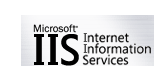 Microsoft
IIS Internet
Information
Services